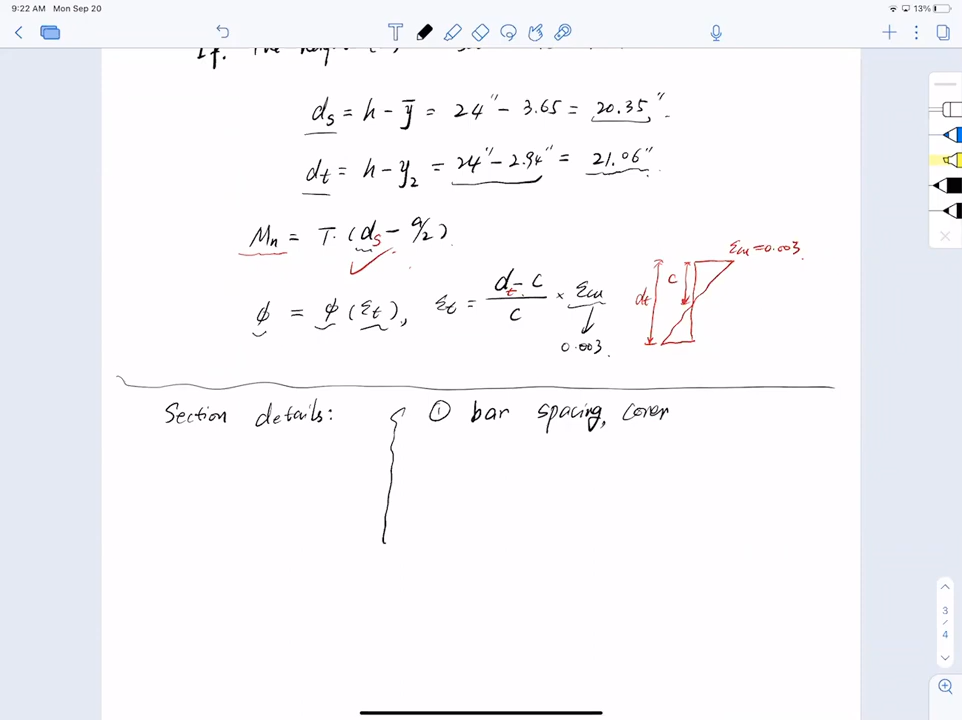 9:22 AM Mon Sep 20
13%
If.
ds = h - ȳ = 24" - 3.65 = 20.35".
dt = h - y2 = 24" - 2.94" = 21.06".
Mn = T. (ds - a/2).
εcu = 0.003.
ϕ = ϕ (εt), εt = (dt - c)/c × εcu
0.003.
dt
c
Section details:
① bar spacing, cover
3
/
4